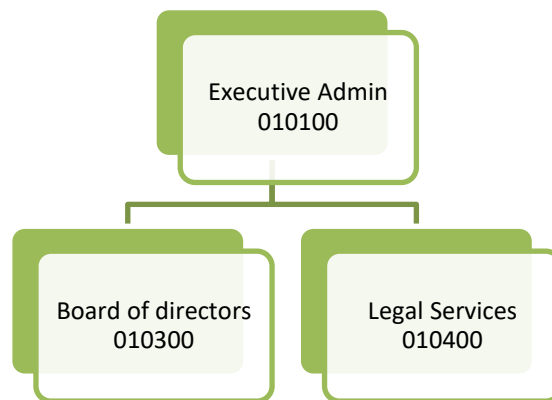 Executive Admin
010100
Board of directors
010300
Legal Services
010400